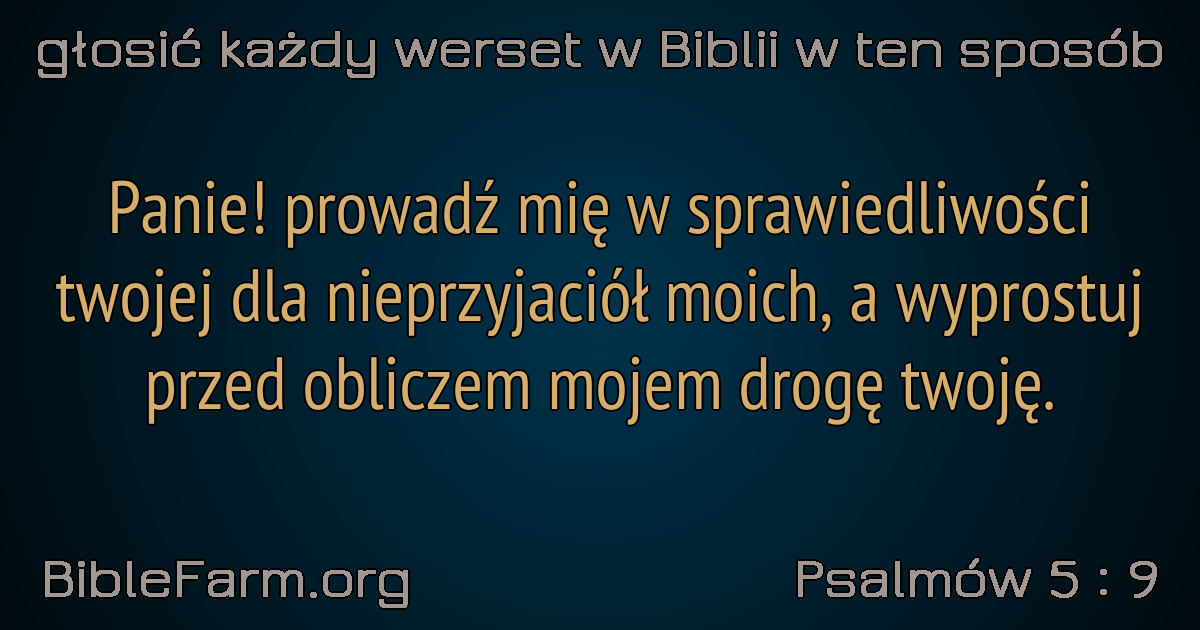 głosić każdy werset w Biblii w ten sposób
Panie! prowadź mię w sprawiedliwości
twojej dla nieprzyjaciół moich, a wyprostuj
przed obliczem mojem drogę twoję.
BibleFarm.org
Psalmów 5 : 9